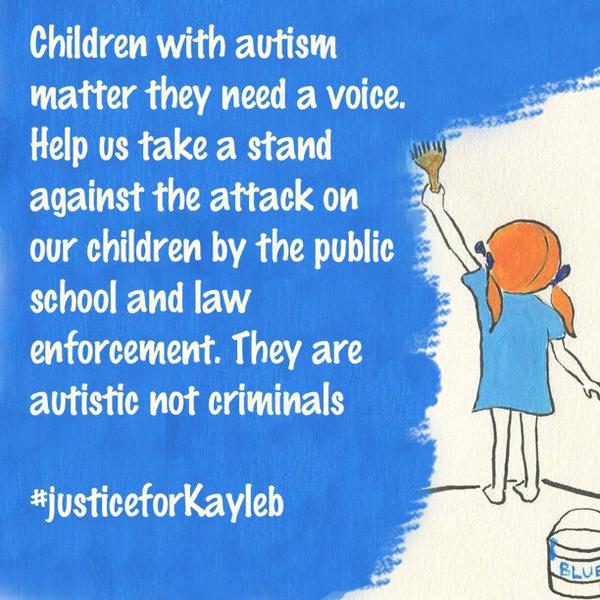 Children with autism
matter they need a voice.
Help us take a stand
against the attack on
our children by the public
school and law
enforcement. They are
autistic not criminals
#justiceforKayleb
BLUE